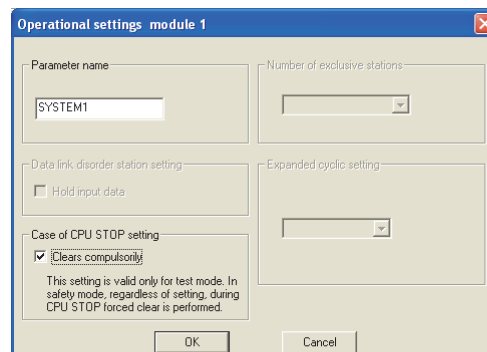 Operational settings module 1
Parameter name
SYSTEM1
Number of exclusive stations
Data link disorder station setting
Hold input data
Expanded cyclic setting
Case of CPU STOP setting
Clears compulsorily
This setting is valid only for test mode. In
safety mode, regardless of setting, during
CPU STOP forced clear is performed.
OK
Cancel